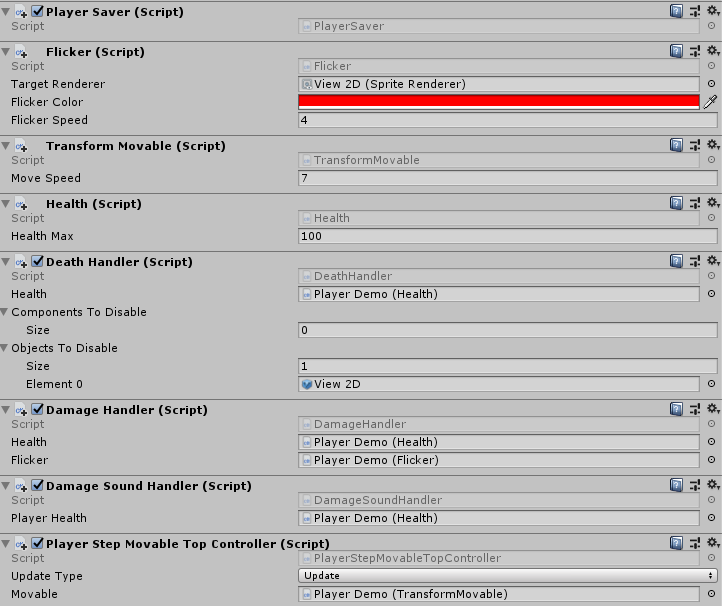 Player Saver (Script)
Script PlayerSaver
Flicker (Script)
Script Flicker
Target Renderer View 2D (Sprite Renderer)
Flicker Color
Flicker Speed 4
Transform Movable (Script)
Script TransformMovable
Move Speed 7
Health (Script)
Script Health
Health Max 100
Death Handler (Script)
Script DeathHandler
Health Player Demo (Health)
Components To Disable
Size 0
Objects To Disable
Size 1
Element 0 View 2D
Damage Handler (Script)
Script DamageHandler
Health Player Demo (Health)
Flicker Player Demo (Flicker)
Damage Sound Handler (Script)
Script DamageSoundHandler
Player Health Player Demo (Health)
Player Step Movable Top Controller (Script)
Script PlayerStepMovableTopController
Update Type Update
Movable Player Demo (TransformMovable)